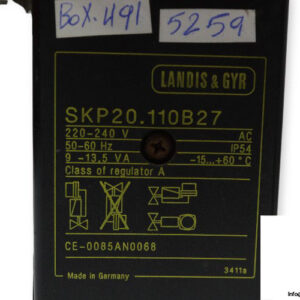 BOX.491
5259
LANDIS & GYR
SKP20.110B27
220-240 V AC
50-60 Hz IP54
9 -13,5 VA -15...+60°C
Class of regulator A
CE-0085AN0068
3411a
Made in Germany